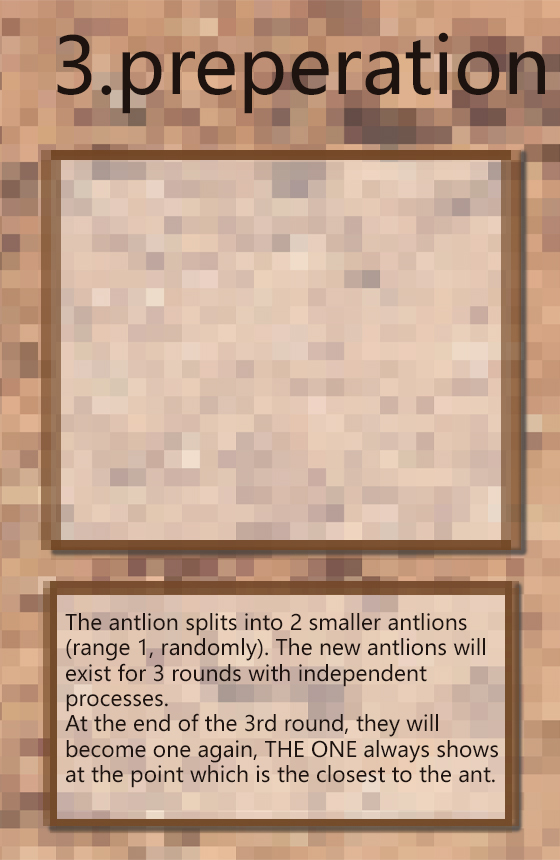 3.preperation
The antlion splits into 2 smaller antlions
(range 1, randomly). The new antlions will
exist for 3 rounds with independent
processes.
At the end of the 3rd round, they will
become one again, THE ONE always shows
at the point which is the closest to the ant.